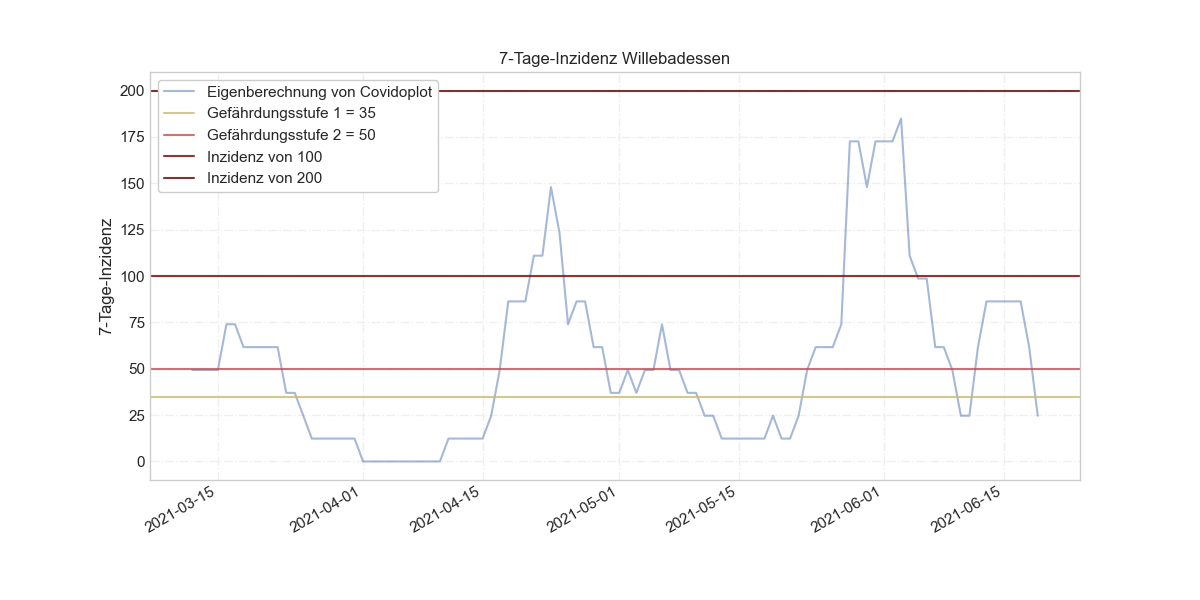 7-Tage-Inzidenz Willebadessen
Eigenberechnung von Covidoplot
Gefährdungsstufe 1 = 35
Gefährdungsstufe 2 = 50
Inzidenz von 100
Inzidenz von 200
7-Tage-Inzidenz
200
175
150
125
100
75
50
25
0
2021-03-15
2021-04-01
2021-04-15
2021-05-01
2021-05-15
2021-06-01
2021-06-15